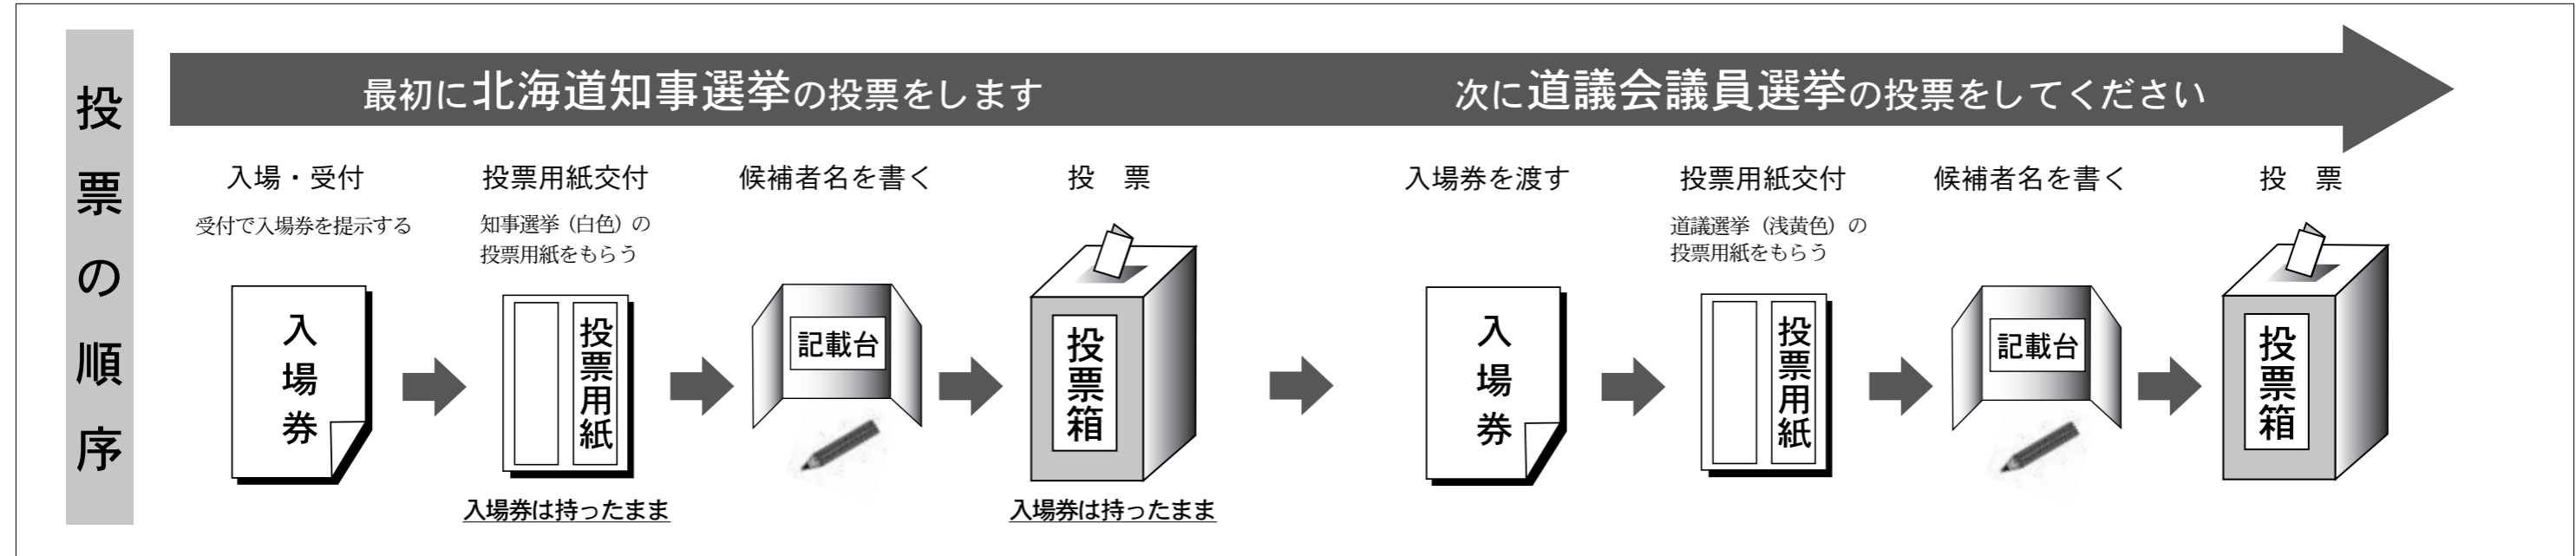 投票の順序
最初に北海道知事選挙の投票をします
次に道議会議員選挙の投票をしてください
入場・受付
受付で入場券を提示する
入場券
投票用紙交付
知事選挙（白色）の
投票用紙をもらう
投票用紙
入場券は持ったまま
候補者名を書く
記載台
投　票
投票箱
入場券は持ったまま
入場券を渡す
入場券
投票用紙交付
道議選挙（浅黄色）の
投票用紙をもらう
投票用紙
候補者名を書く
記載台
投　票
投票箱